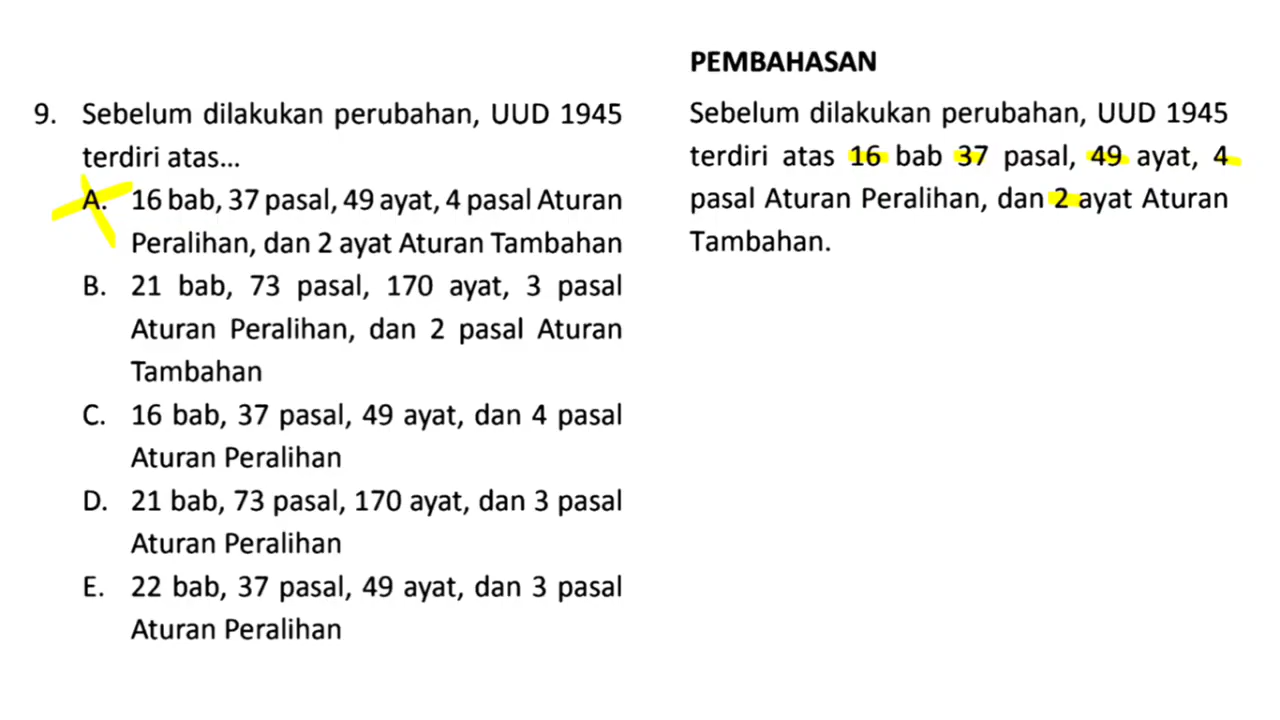 9. Sebelum dilakukan perubahan, UUD 1945
terdiri atas...
A. 16 bab, 37 pasal, 49 ayat, 4 pasal Aturan
Peralihan, dan 2 ayat Aturan Tambahan
B. 21 bab, 73 pasal, 170 ayat, 3 pasal
Aturan Peralihan, dan 2 pasal Aturan
Tambahan
C. 16 bab, 37 pasal, 49 ayat, dan 4 pasal
Aturan Peralihan
D. 21 bab, 73 pasal, 170 ayat, dan 3 pasal
Aturan Peralihan
E. 22 bab, 37 pasal, 49 ayat, dan 3 pasal
Aturan Peralihan
PEMBAHASAN
Sebelum dilakukan perubahan, UUD 1945
terdiri atas 16 bab 37 pasal, 49 ayat, 4
pasal Aturan Peralihan, dan 2 ayat Aturan
Tambahan.